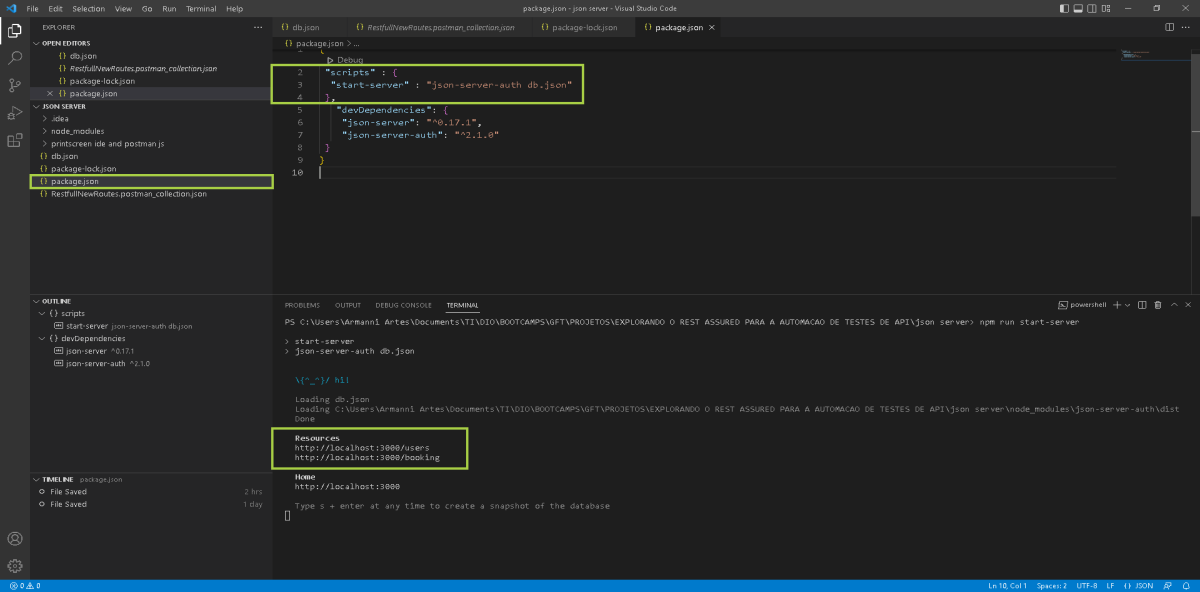 File Edit Selection View Go Run Terminal Help
package.json - json server - Visual Studio Code
EXPLORER
OPEN EDITORS
{} db.json
{} RestfullNewRoutes.postman_collection.json
{} package-lock.json
× {} package.json
JSON SERVER
> .idea
> node_modules
> printscreen ide and postman js
{} db.json
{} package-lock.json
{} package.json
{} RestfullNewRoutes.postman_collection.json
OUTLINE
{} scripts
start-server json-server-auth db.json
{} devDependencies
json-server ^0.17.1
json-server-auth ^2.1.0
TIMELINE package.json
File Saved 2 hrs
File Saved 1 day
{} db.json {} RestfullNewRoutes.postman_collection.json {} package-lock.json {} package.json ×
{} package.json > ...
{
Debug
2 "scripts" : {
3 "start-server" : "json-server-auth db.json"
4 },
5 "devDependencies": {
6 "json-server": "^0.17.1",
7 "json-server-auth": "^2.1.0"
8 }
9 }
10
PROBLEMS OUTPUT DEBUG CONSOLE TERMINAL
powershell
PS C:\Users\Armanni Artes\Documents\TI\DIO\BOOTCAMPS\GFT\PROJETOS\EXPLORANDO O REST ASSURED PARA A AUTOMACAO DE TESTES DE API\json server> npm run start-server
> start-server
> json-server-auth db.json
\{^_^}/ hi!
Loading db.json
Loading C:\Users\Armanni Artes\Documents\TI\DIO\BOOTCAMPS\GFT\PROJETOS\EXPLORANDO O REST ASSURED PARA A AUTOMACAO DE TESTES DE API\json server\node_modules\json-server-auth\dist
Done
Resources
http://localhost:3000/users
http://localhost:3000/booking
Home
http://localhost:3000
Type s + enter at any time to create a snapshot of the database
0 0
Ln 10, Col 1 Spaces: 2 UTF-8 LF {} JSON